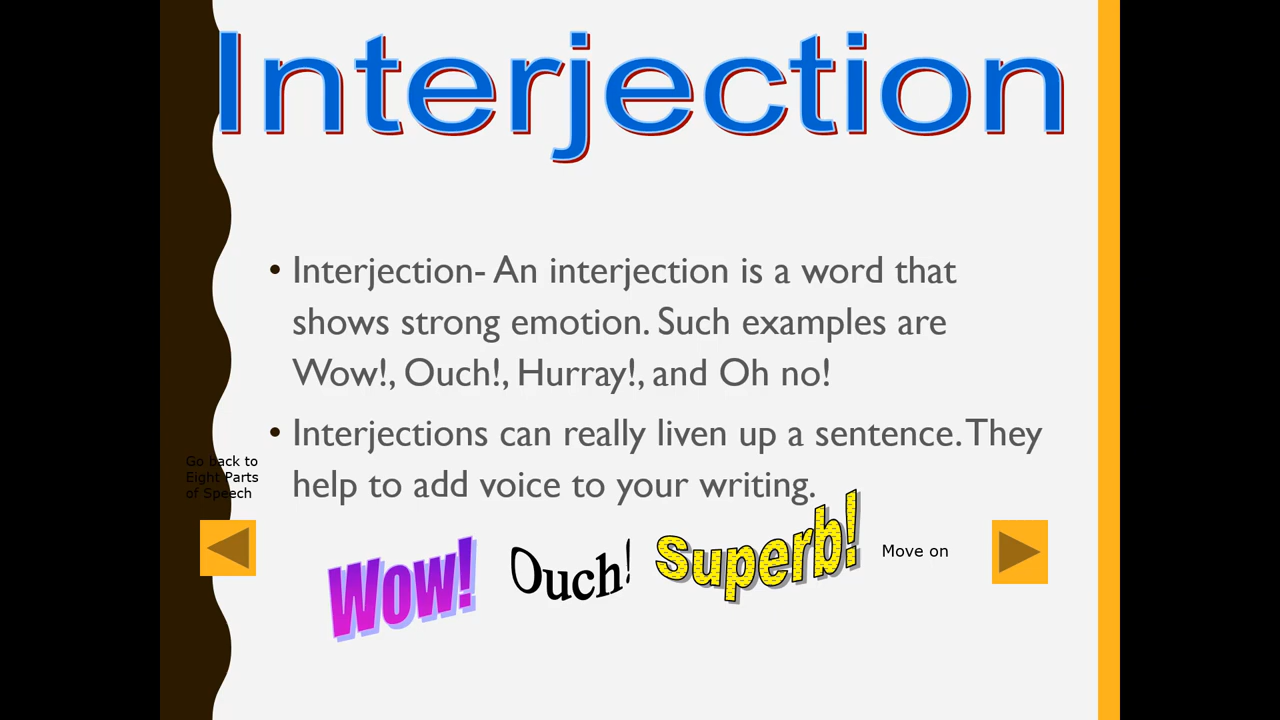 Interjection
• Interjection- An interjection is a word that
shows strong emotion. Such examples are
Wow!, Ouch!, Hurray!, and Oh no!
• Interjections can really liven up a sentence. They
help to add voice to your writing.
Go back to
Eight Parts
of Speech
Wow!
Ouch!
Superb!
Move on